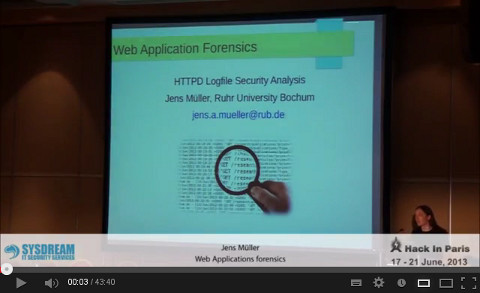 Web Application Forensics
HTTPD Logfile Security Analysis
Jens Müller, Ruhr University Bochum
jens.a.mueller@rub.de
SYSDREAM
IT SECURITY SERVICES
Jens Müller
Web Applications forensics
Hack In Paris
17 - 21 June, 2013
00:03 / 43:40